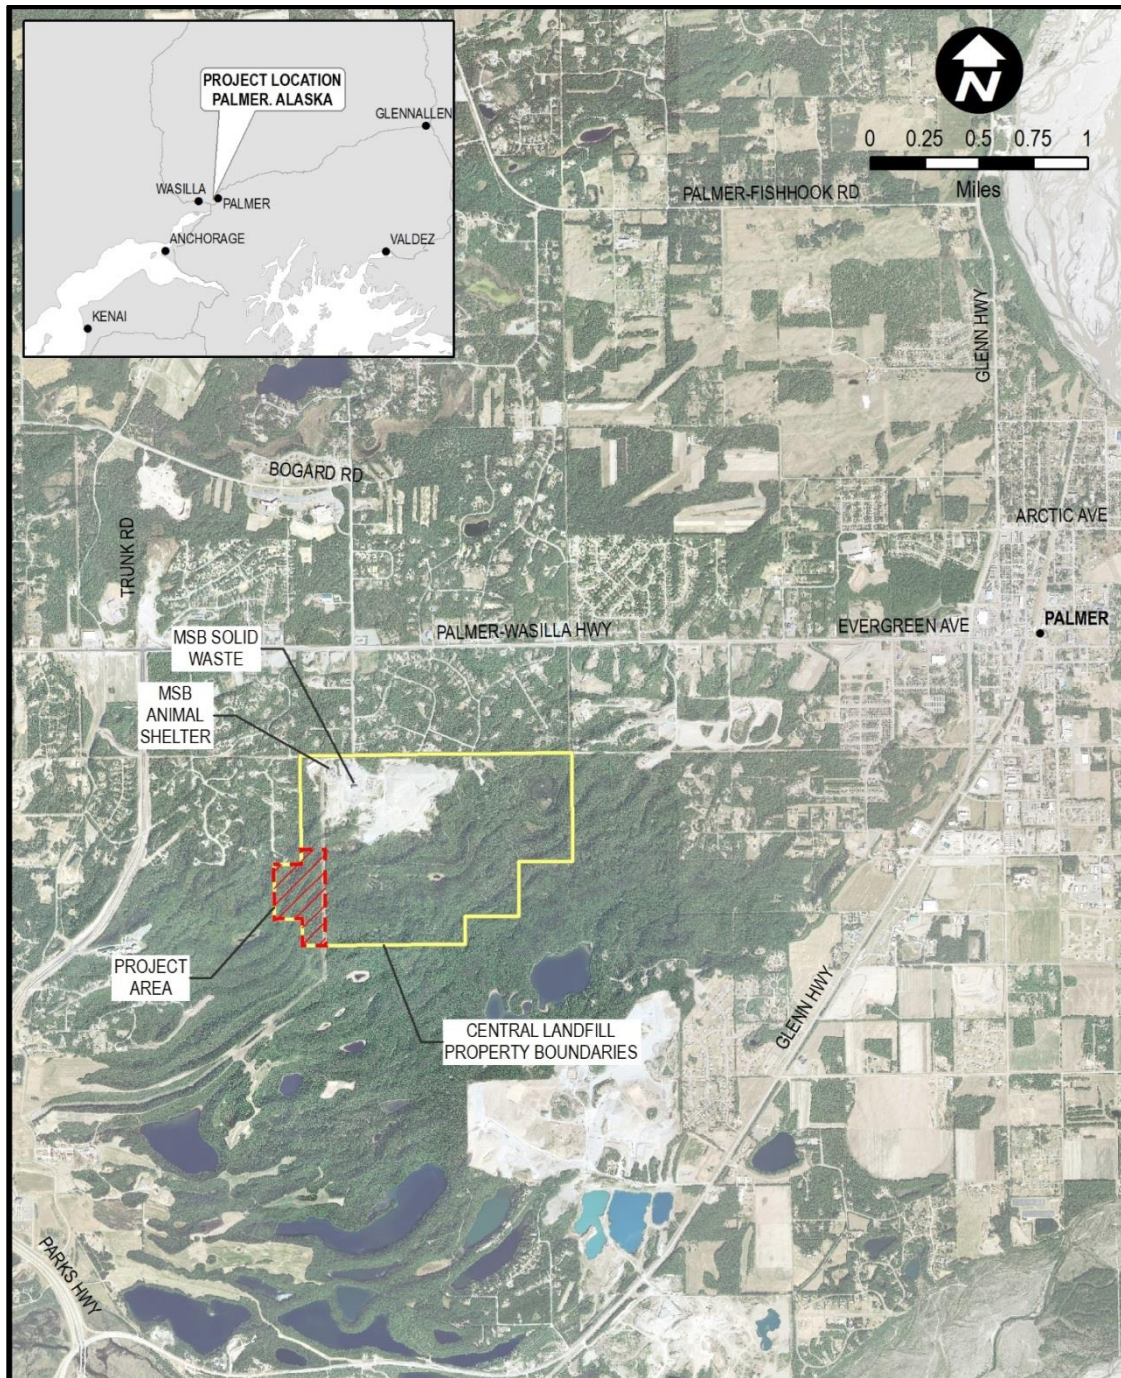 PROJECT LOCATION
PALMER. ALASKA
GLENNALLEN
WASILLA
PALMER
ANCHORAGE
VALDEZ
KENAI
N
0 0.25 0.5 0.75 1
Miles
PALMER-FISHHOOK RD
GLENN HWY
BOGARD RD
TRUNK RD
ARCTIC AVE
PALMER-WASILLA HWY
EVERGREEN AVE
PALMER
MSB SOLID
WASTE
MSB
ANIMAL
SHELTER
PROJECT
AREA
CENTRAL LANDFILL
PROPERTY BOUNDARIES
GLENN HWY
PARKS HWY